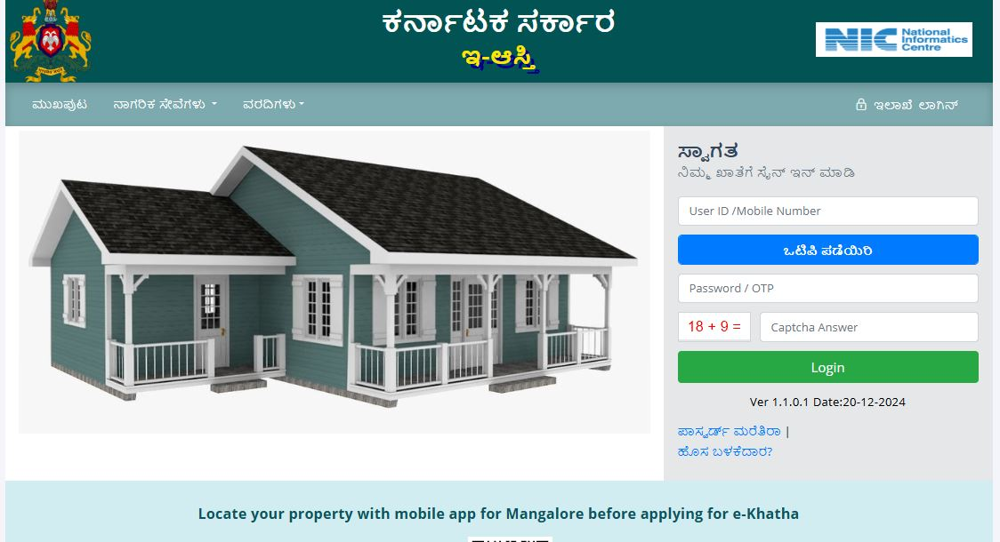 ಕರ್ನಾಟಕ ಸರ್ಕಾರ
ಇ-ಆಸ್ತಿ
NIC National Informatics Centre
ಮುಖಪುಟ ನಾಗರಿಕ ಸೇವೆಗಳು ವರದಿಗಳು ಇಲಾಖೆ ಲಾಗಿನ್
ಸ್ವಾಗತ
ನಿಮ್ಮ ಖಾತೆಗೆ ಸೈನ್ ಇನ್ ಮಾಡಿ
User ID /Mobile Number
ಒಟಿಪಿ ಪಡೆಯಿರಿ
Password / OTP
18 + 9 = Captcha Answer
Login
Ver 1.1.0.1 Date:20-12-2024
ಪಾಸ್ವರ್ಡ್ ಮರೆತಿರಾ |
ಹೊಸ ಬಳಕೆದಾರ?
Locate your property with mobile app for Mangalore before applying for e-Khatha